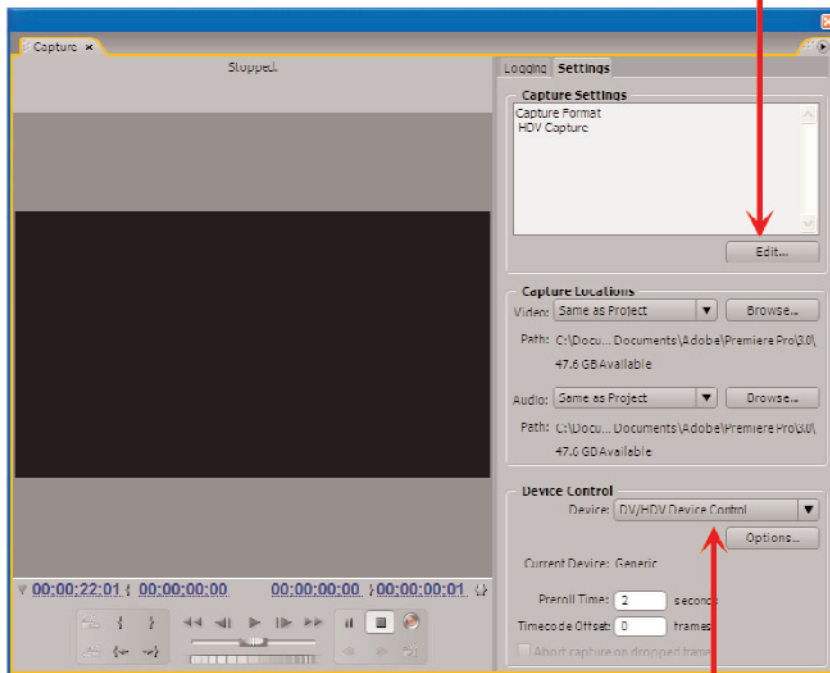 Capture
Stopped.
Logging Settings
Capture Settings
Capture Format
HDV Capture
Edit...
Capture Locations
Video: Same as Project Browse...
Path: C:\Docu... Documents\Adobe\Premiere Pro\3.0\
47.6 GB Available
Audio: Same as Project Browse...
Path: C:\Docu... Documents\Adobe\Premiere Pro\3.0\
47.6 GB Available
Device Control
Device: DV/HDV Device Control
Options...
Current Device: Generic
Preroll Time: 2 seconds
Timecode Offset: 0 frames
Abort capture on dropped frames
00;00;22;01 { 00;00;00;00 00;00;00;00 } 00;00;00;01 {}